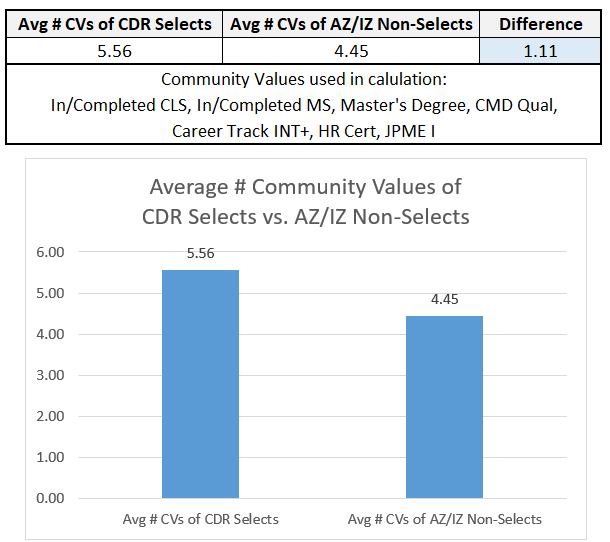 Avg # CVs of CDR Selects Avg # CVs of AZ/IZ Non-Selects Difference
5.56 4.45 1.11
Community Values used in calulation:
In/Completed CLS, In/Completed MS, Master's Degree, CMD Qual,
Career Track INT+, HR Cert, JPME I
Average # Community Values of
CDR Selects vs. AZ/IZ Non-Selects
6.00
5.00
4.00
3.00
2.00
1.00
0.00
5.56
4.45
Avg # CVs of CDR Selects Avg # CVs of AZ/IZ Non-Selects